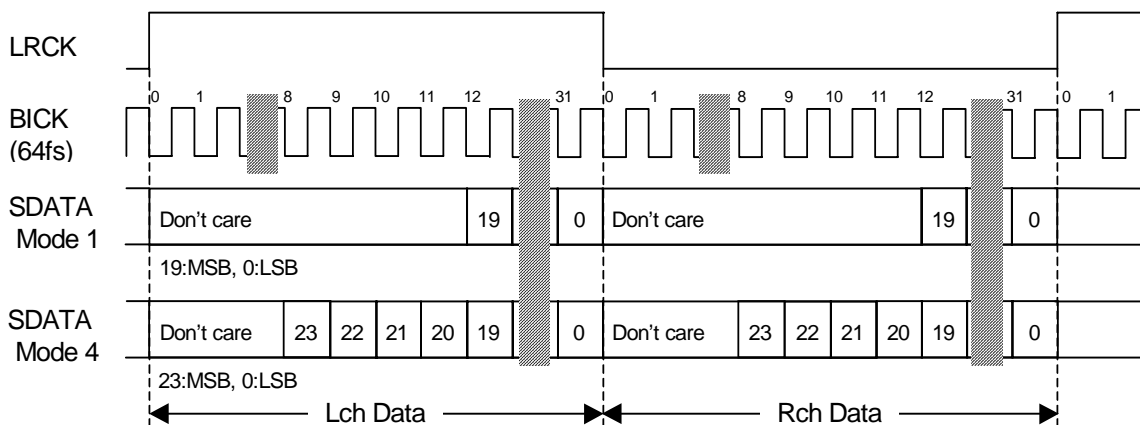 LRCK
0 1 8 9 10 11 12 31 0 1 8 9 10 11 12 31 0 1
BICK
(64fs)
SDATA
Mode 1
Don't care 19 0 Don't care 19 0
19:MSB, 0:LSB
SDATA
Mode 4
Don't care 23 22 21 20 19 0 Don't care 23 22 21 20 19 0
23:MSB, 0:LSB
Lch Data Rch Data